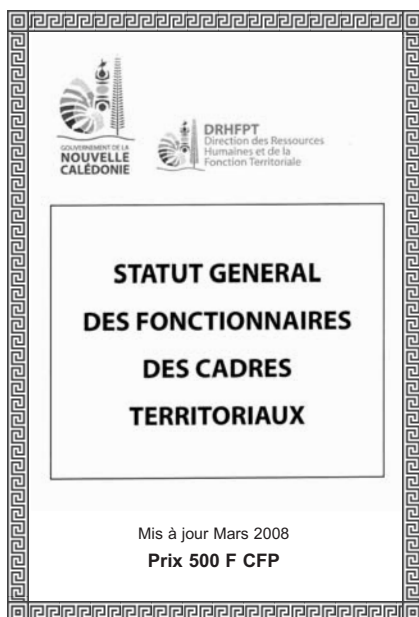 GOUVERNEMENT DE LA
NOUVELLE
CALÉDONIE
DRHFPT
Direction des Ressources
Humaines et de la
Fonction Territoriale
STATUT GENERAL
DES FONCTIONNAIRES
DES CADRES
TERRITORIAUX
Mis à jour Mars 2008
Prix 500 F CFP